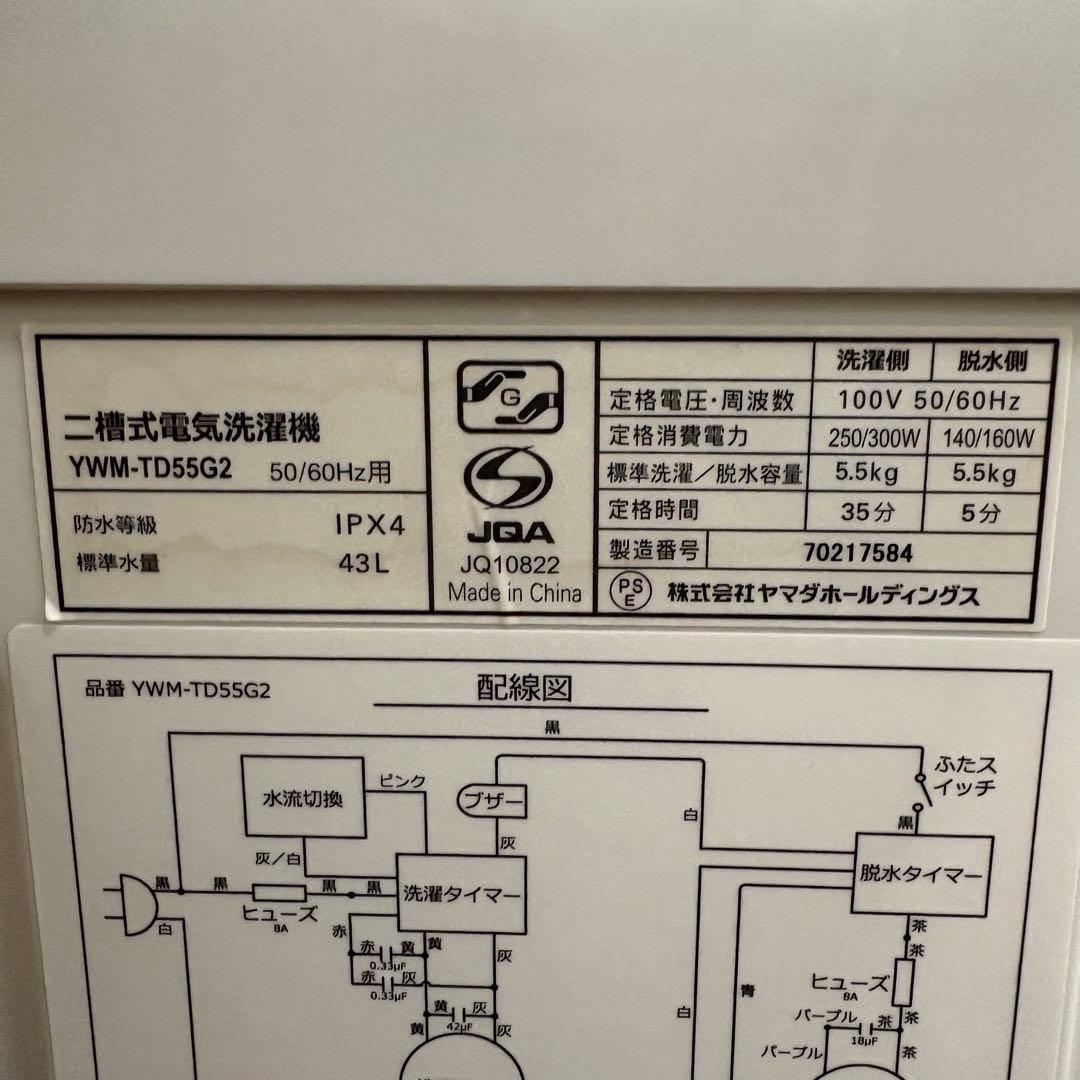 二槽式電気洗濯機
YWM-TD55G2 50/60Hz用
防水等級 IPX4
標準水量 43L
G
JQA
JQ10822
Made in China
洗濯側 脱水側
定格電圧・周波数 100V 50/60Hz
定格消費電力 250/300W 140/160W
標準洗濯／脱水容量 5.5kg 5.5kg
定格時間 35分 5分
製造番号 70217584
PSE 株式会社ヤマダホールディングス
品番 YWM-TD55G2
配線図
黒
ふたス
イッチ
ピンク
水流切換
ブザー
白
黒
灰
灰／白
洗濯タイマー
脱水タイマー
黒 黒 黒 黒
ヒューズ
8A
白
赤
赤 黄 黄
0.33μF
赤 灰
0.33μF
灰
茶
茶
ヒューズ
8A
青
黄 灰
42μF
黄 灰
白
パープル 茶 茶
18μF
パープル 茶